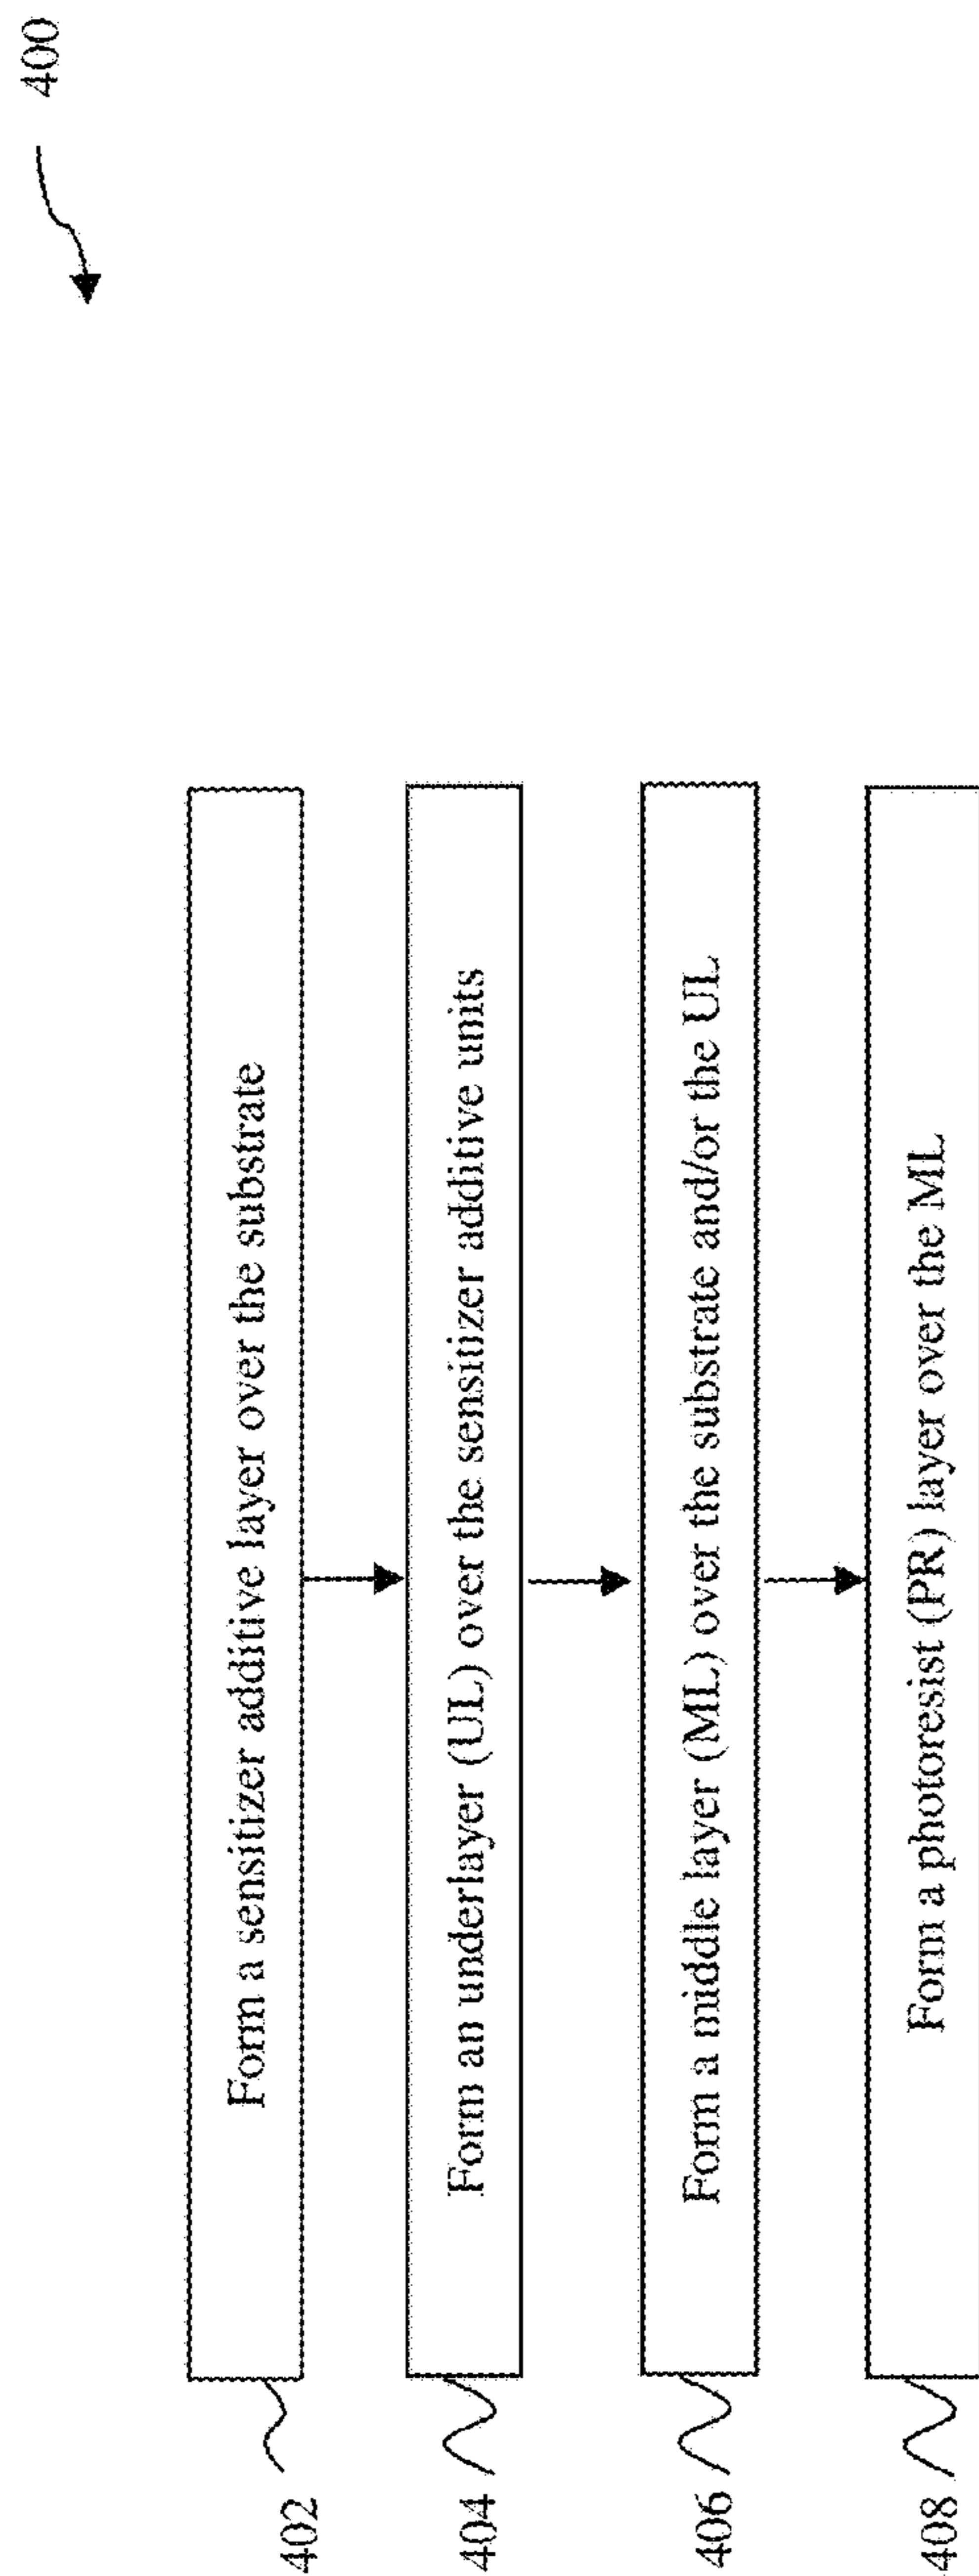 400
402
Form a sensitizer additive layer over the substrate
404
Form an underlayer (UL) over the sensitizer additive units
406
Form a middle layer (ML) over the substrate and/or the UL
408
Form a photoresist (PR) layer over the ML